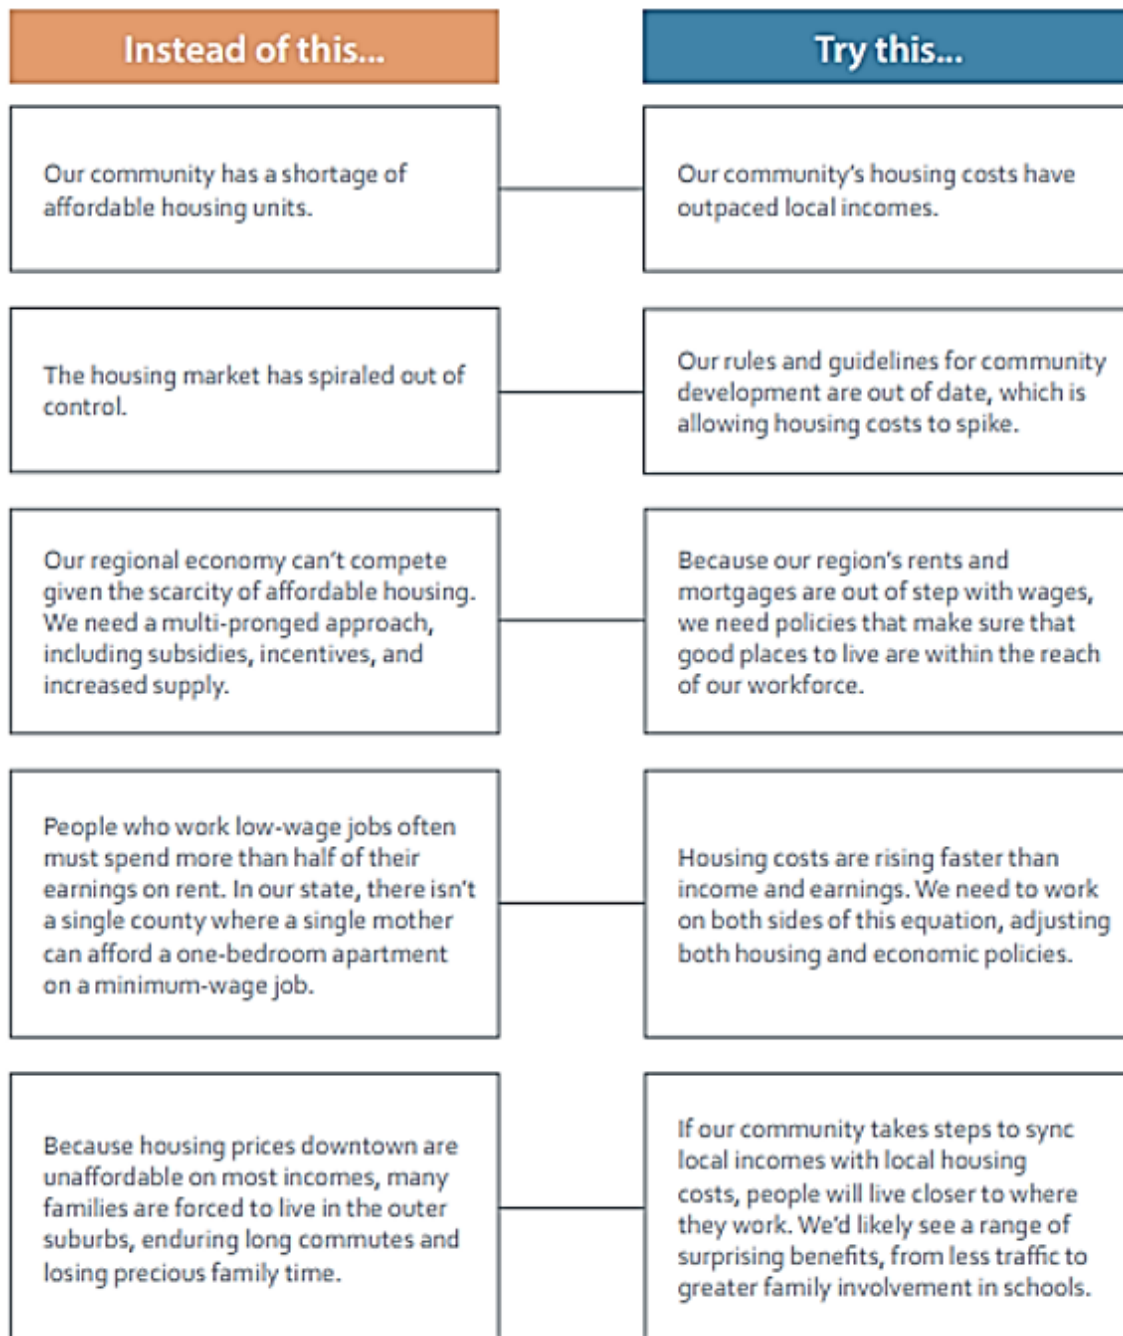 Instead of this...
Try this...
Our community has a shortage of
affordable housing units.
Our community’s housing costs have
outpaced local incomes.
The housing market has spiraled out of
control.
Our rules and guidelines for community
development are out of date, which is
allowing housing costs to spike.
Our regional economy can’t compete
given the scarcity of affordable housing.
We need a multi-pronged approach,
including subsidies, incentives, and
increased supply.
Because our region’s rents and
mortgages are out of step with wages,
we need policies that make sure that
good places to live are within the reach
of our workforce.
People who work low-wage jobs often
must spend more than half of their
earnings on rent. In our state, there isn’t
a single county where a single mother
can afford a one-bedroom apartment
on a minimum-wage job.
Housing costs are rising faster than
income and earnings. We need to work
on both sides of this equation, adjusting
both housing and economic policies.
Because housing prices downtown are
unaffordable on most incomes, many
families are forced to live in the outer
suburbs, enduring long commutes and
losing precious family time.
If our community takes steps to sync
local incomes with local housing
costs, people will live closer to where
they work. We’d likely see a range of
surprising benefits, from less traffic to
greater family involvement in schools.